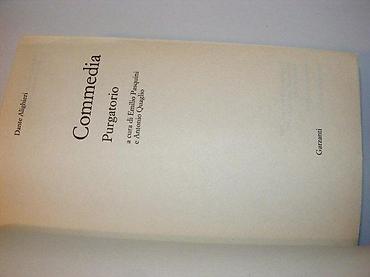 Dante Alighieri
Commedia
Purgatorio
a cura di Emilio Pasquini
e Antonio Quaglio
Garzanti